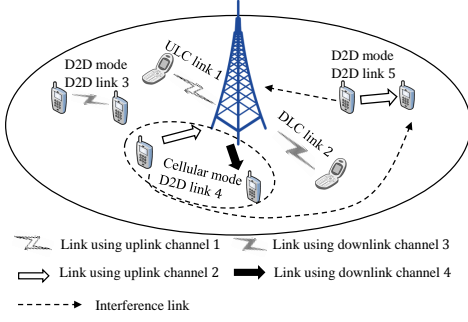 D2D mode
D2D link 3
ULC link 1
D2D mode
D2D link 5
DLC link 2
Cellular mode
D2D link 4
Link using uplink channel 1
Link using downlink channel 3
Link using uplink channel 2
Link using downlink channel 4
Interference link